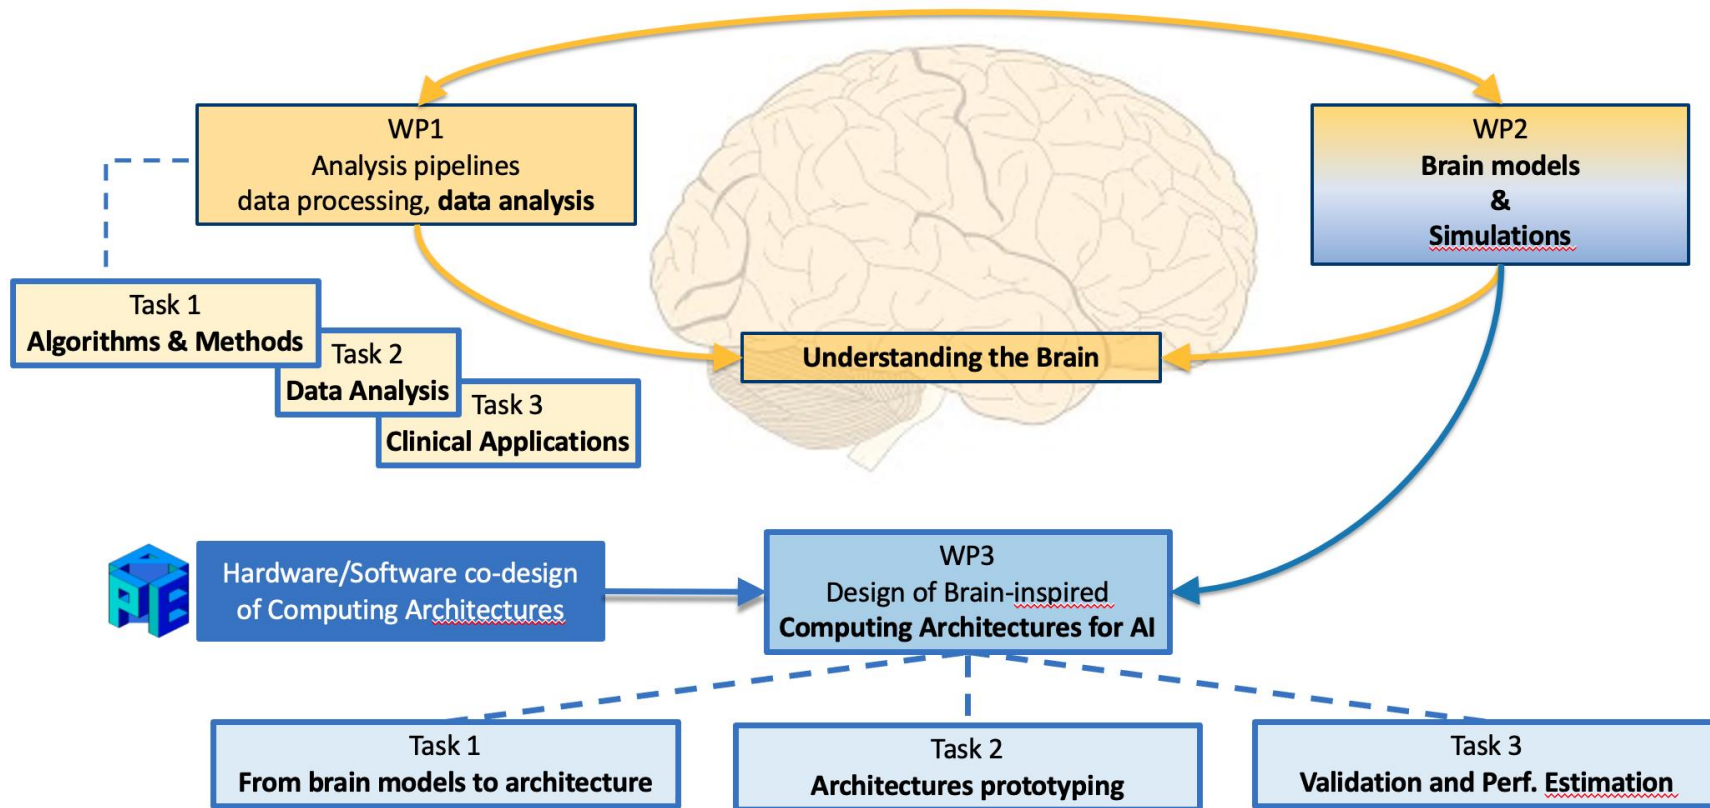 WP1
Analysis pipelines
data processing, data analysis
WP2
Brain models
&
Simulations
Task 1
Algorithms & Methods
Task 2
Data Analysis
Task 3
Clinical Applications
Understanding the Brain
APE
Hardware/Software co-design
of Computing Architectures
WP3
Design of Brain-inspired
Computing Architectures for AI
Task 1
From brain models to architecture
Task 2
Architectures prototyping
Task 3
Validation and Perf. Estimation